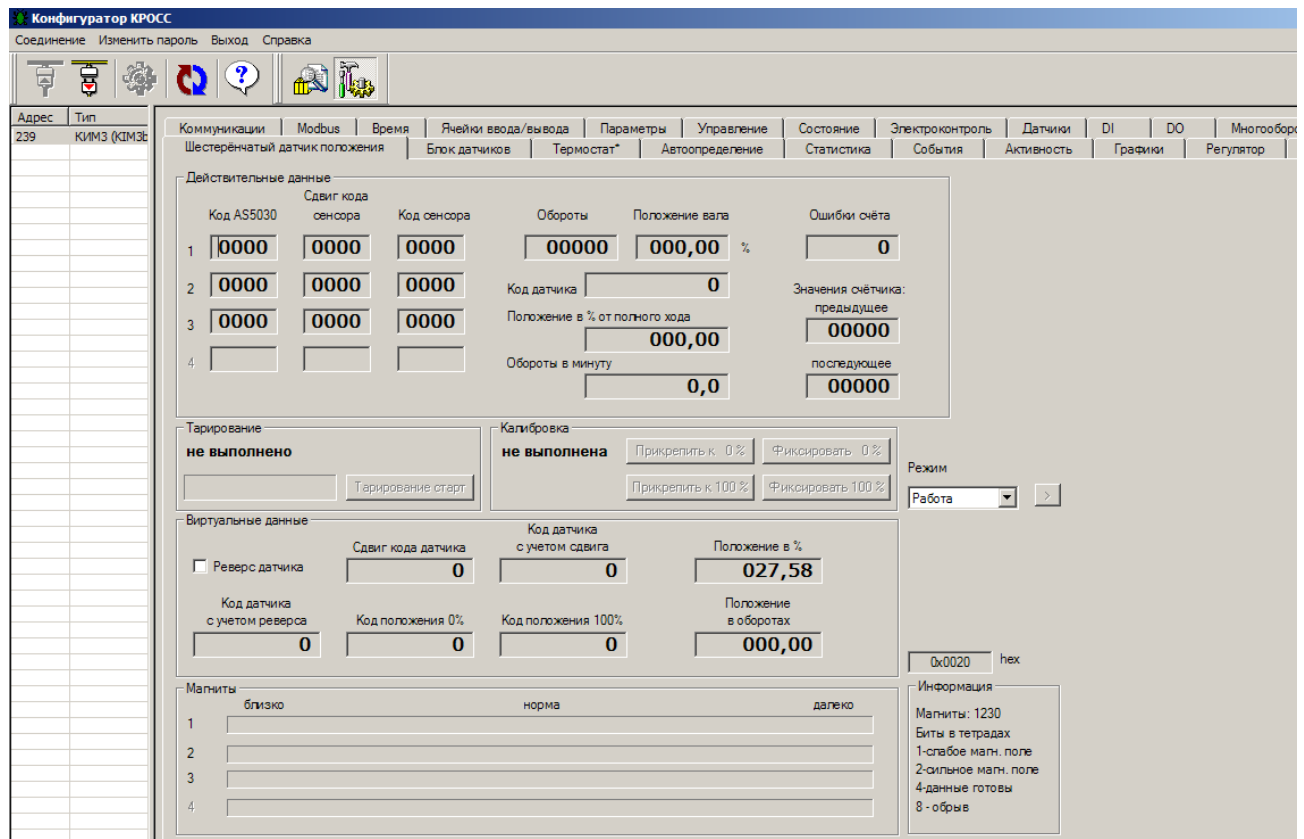 Конфигуратор КРОСС
Соединение Изменить пароль Выход Справка
Адрес Тип
239 КИМ3 (KIM3b
Коммуникации Modbus Время Ячейки ввода/вывода Параметры Управление Состояние Электроконтроль Датчики DI DO Многооборо
Шестерёнчатый датчик положения Блок датчиков Термостат* Автоопределение Статистика События Активность Графики Регулятор
Действительные данные
Код AS5030 Сдвиг кода сенсора Код сенсора Обороты Положение вала Ошибки счёта
1 0000 0000 0000 00000 000,00 % 0
2 0000 0000 0000 Код датчика 0 Значения счётчика:
предыдущее
3 0000 0000 0000 Положение в % от полного хода 00000
000,00
4 Обороты в минуту последующее
0,0 00000
Тарирование
не выполнено
Тарирование старт
Калибровка
не выполнена Прикрепить к 0 % Фиксировать 0 %
Прикрепить к 100 % Фиксировать 100 %
Режим
Работа >
Виртуальные данные
Реверс датчика
Сдвиг кода датчика
0
Код датчика
с учетом сдвига
0
Положение в %
027,58
Код датчика
с учетом реверса
0
Код положения 0%
0
Код положения 100%
0
Положение
в оборотах
000,00
0x0020 hex
Магниты
близко норма далеко
1
2
3
4
Информация
Магниты: 1230
Биты в тетрадах
1-слабое магн. поле
2-сильное магн. поле
4-данные готовы
8 - обрыв